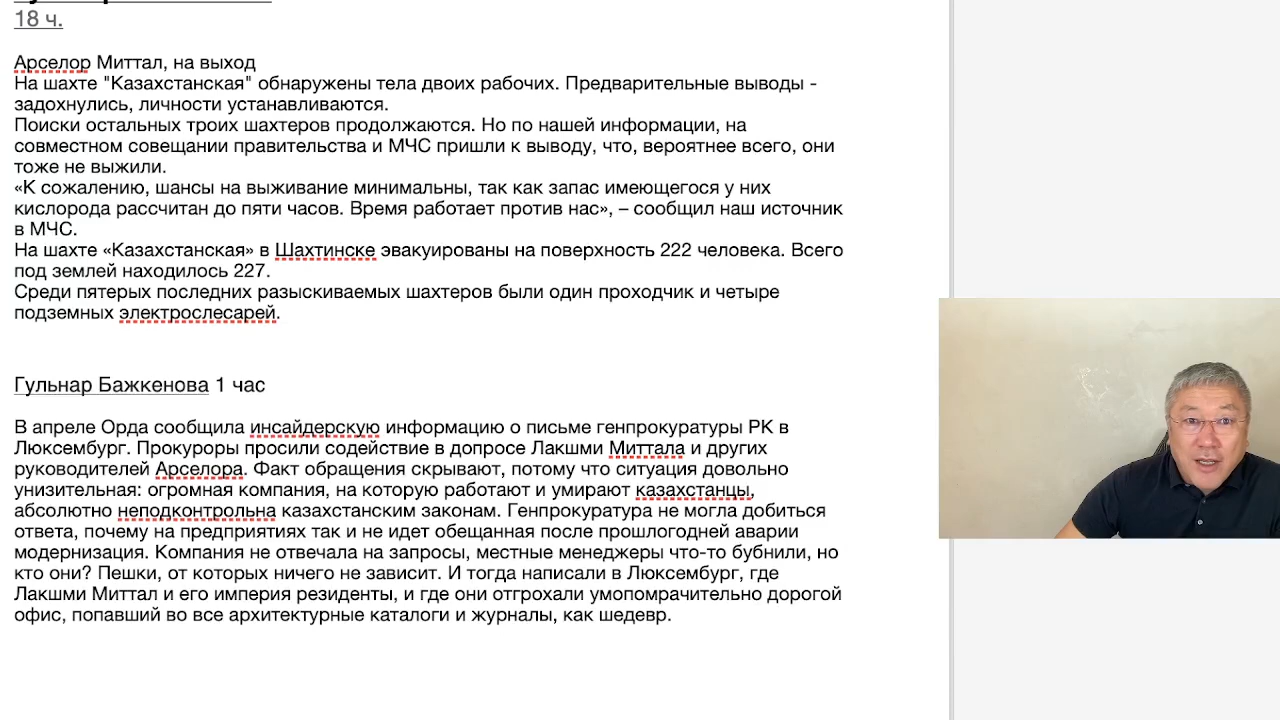 18 ч.
Арселор Миттал, на выход
На шахте "Казахстанская" обнаружены тела двоих рабочих. Предварительные выводы -
задохнулись, личности устанавливаются.
Поиски остальных троих шахтеров продолжаются. Но по нашей информации, на
совместном совещании правительства и МЧС пришли к выводу, что, вероятнее всего, они
тоже не выжили.
«К сожалению, шансы на выживание минимальны, так как запас имеющегося у них
кислорода рассчитан до пяти часов. Время работает против нас», – сообщил наш источник
в МЧС.
На шахте «Казахстанская» в Шахтинске эвакуированы на поверхность 222 человека. Всего
под землей находилось 227.
Среди пятерых последних разыскиваемых шахтеров были один проходчик и четыре
подземных электрослесарей.
Гульнар Бажкенова 1 час
В апреле Орда сообщила инсайдерскую информацию о письме генпрокуратуры РК в
Люксембург. Прокуроры просили содействие в допросе Лакшми Миттала и других
руководителей Арселора. Факт обращения скрывают, потому что ситуация довольно
унизительная: огромная компания, на которую работают и умирают казахстанцы,
абсолютно неподконтрольна казахстанским законам. Генпрокуратура не могла добиться
ответа, почему на предприятиях так и не идет обещанная после прошлогодней аварии
модернизация. Компания не отвечала на запросы, местные менеджеры что-то бубнили, но
кто они? Пешки, от которых ничего не зависит. И тогда написали в Люксембург, где
Лакшми Миттал и его империя резиденты, и где они отгрохали умопомрачительно дорогой
офис, попавший во все архитектурные каталоги и журналы, как шедевр.